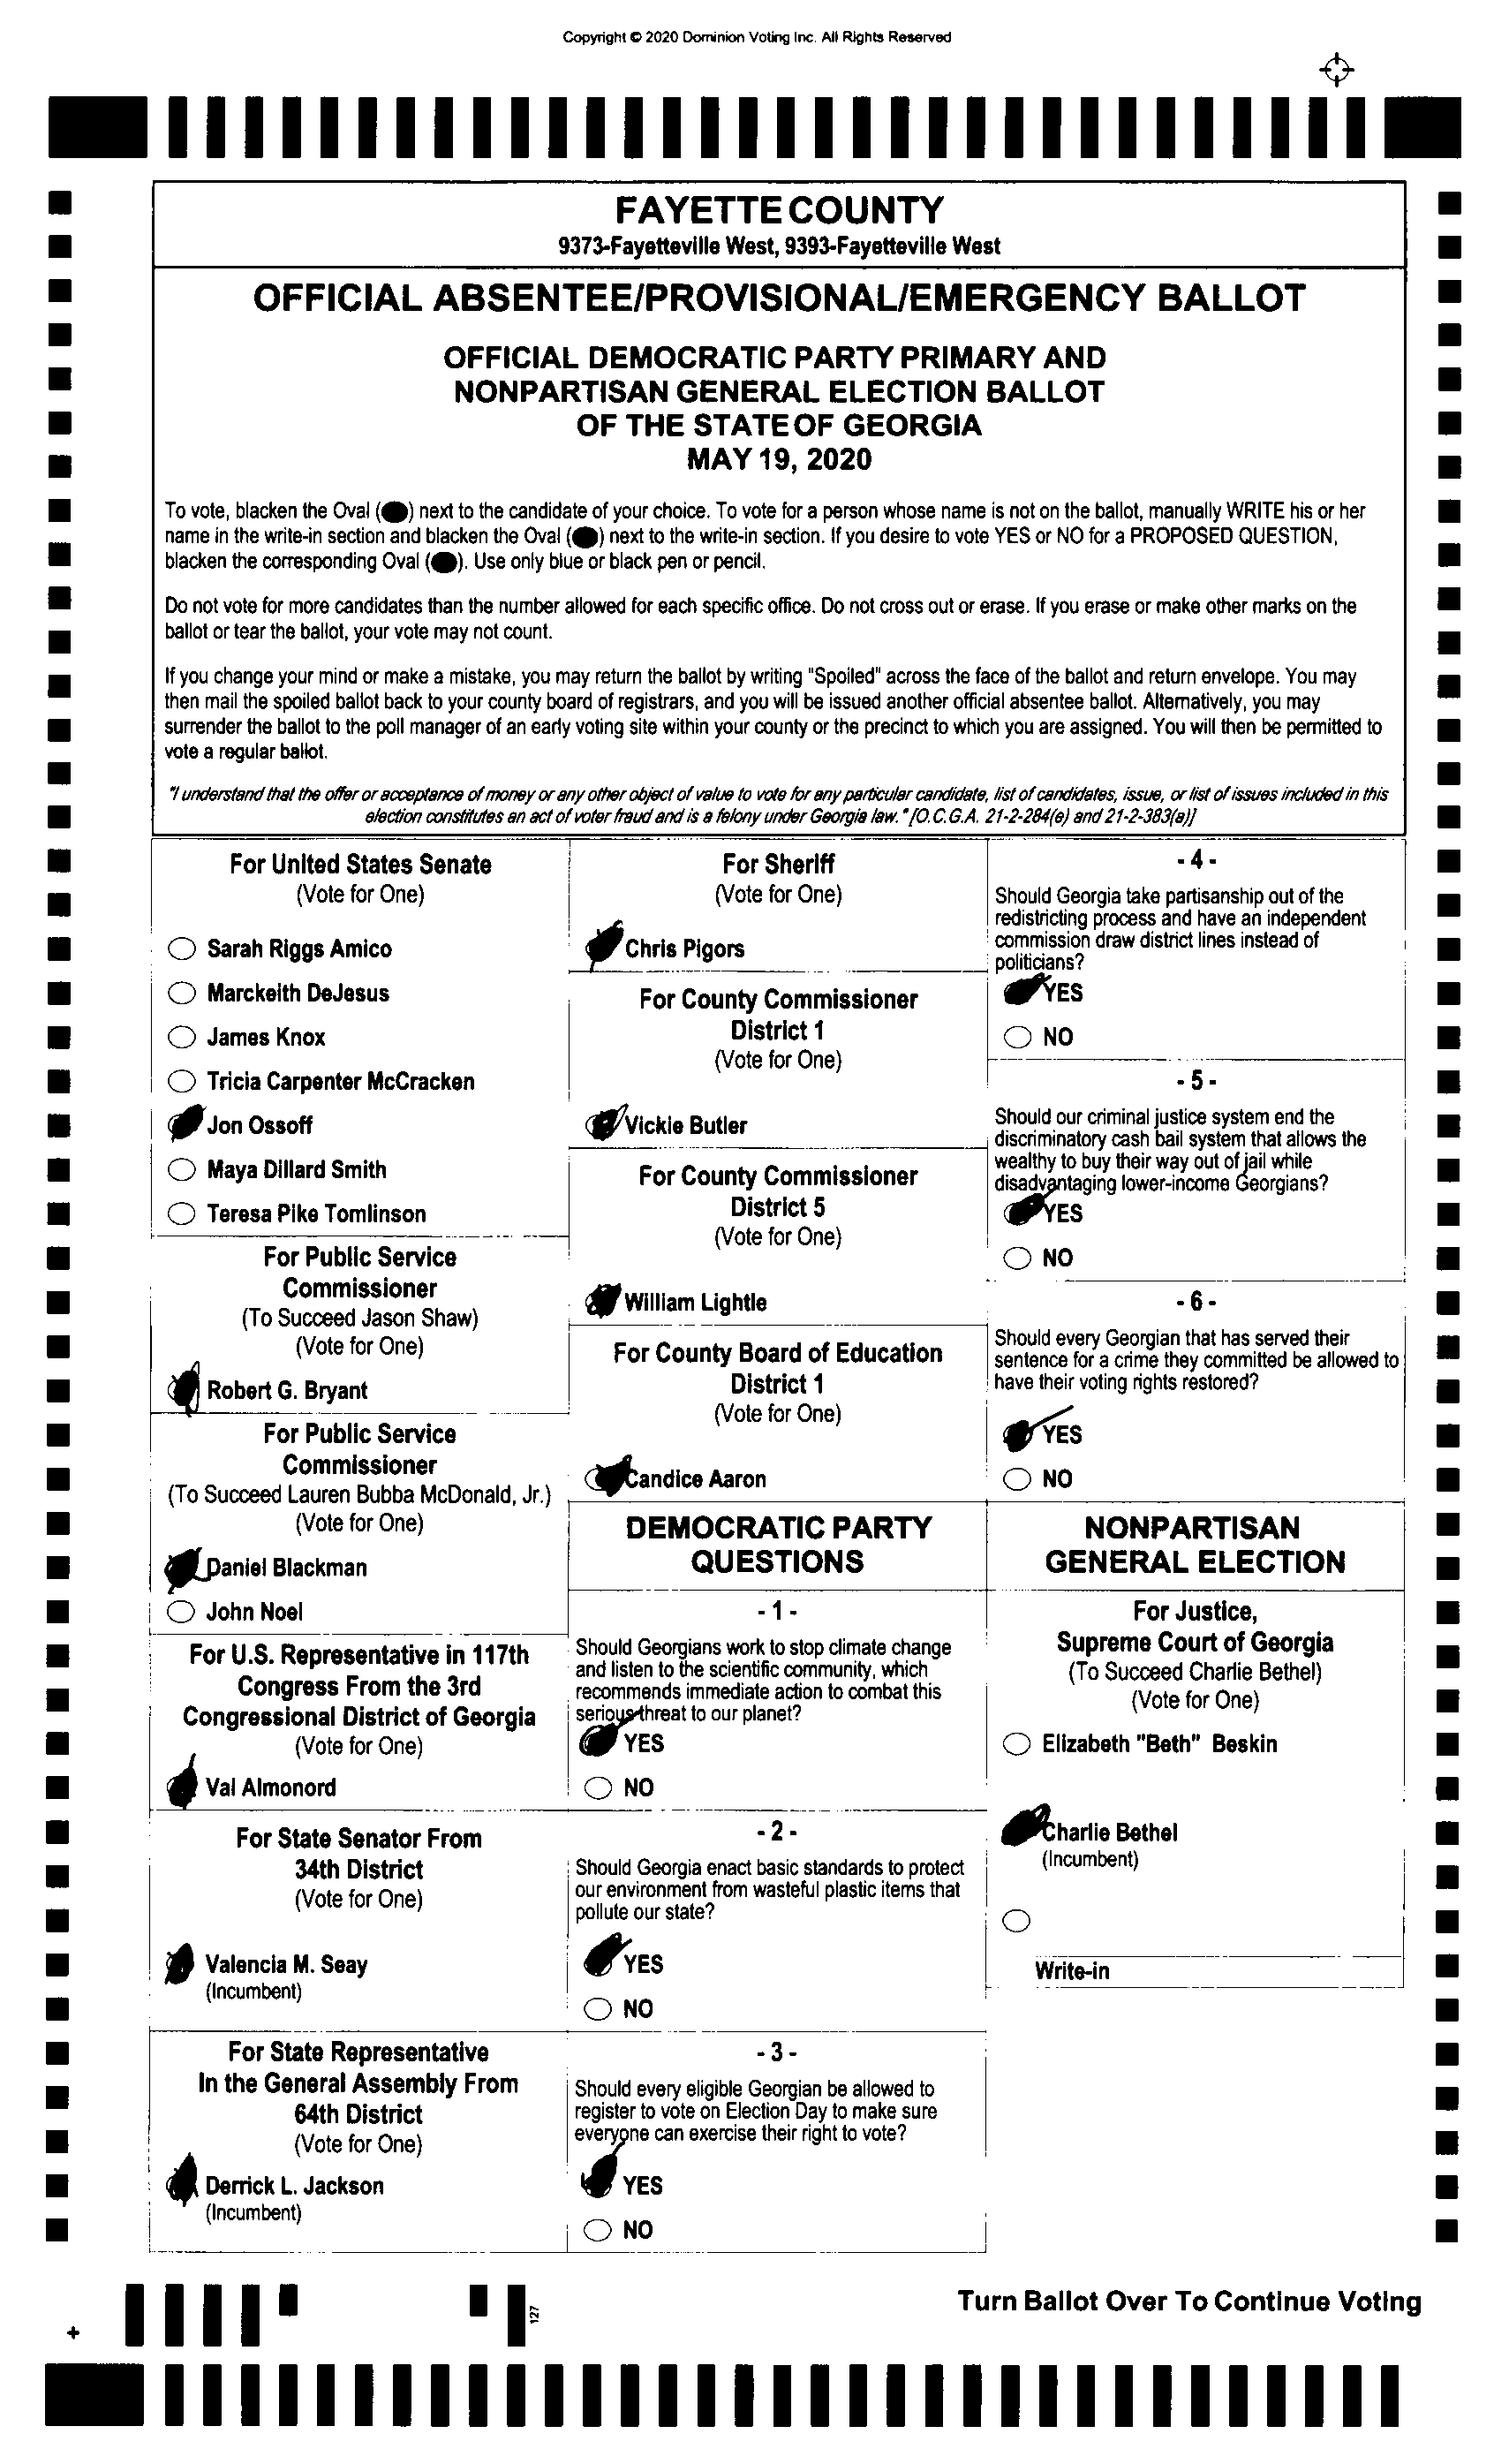 Copyright © 2020 Dominion Voting Inc. All Rights Reserved
FAYETTE COUNTY
9373-Fayetteville West, 9393-Fayetteville West
OFFICIAL ABSENTEE/PROVISIONAL/EMERGENCY BALLOT
OFFICIAL DEMOCRATIC PARTY PRIMARY AND
NONPARTISAN GENERAL ELECTION BALLOT
OF THE STATE OF GEORGIA
MAY 19, 2020
To vote, blacken the Oval ( ) next to the candidate of your choice. To vote for a person whose name is not on the ballot, manually WRITE his or her
name in the write-in section and blacken the Oval ( ) next to the write-in section. If you desire to vote YES or NO for a PROPOSED QUESTION,
blacken the corresponding Oval ( ). Use only blue or black pen or pencil.
Do not vote for more candidates than the number allowed for each specific office. Do not cross out or erase. If you erase or make other marks on the
ballot or tear the ballot, your vote may not count.
If you change your mind or make a mistake, you may return the ballot by writing "Spoiled" across the face of the ballot and return envelope. You may
then mail the spoiled ballot back to your county board of registrars, and you will be issued another official absentee ballot. Alternatively, you may
surrender the ballot to the poll manager of an early voting site within your county or the precinct to which you are assigned. You will then be permitted to
vote a regular ballot.
"I understand that the offer or acceptance of money or any other object of value to vote for any particular candidate, list of candidates, issue, or list of issues included in this
election constitutes an act of voter fraud and is a felony under Georgia law." [O.C.G.A. 21-2-284(e) and 21-2-383(a)]
For United States Senate
(Vote for One)
Sarah Riggs Amico
Marckeith DeJesus
James Knox
Tricia Carpenter McCracken
Jon Ossoff
Maya Dillard Smith
Teresa Pike Tomlinson
For Public Service
Commissioner
(To Succeed Jason Shaw)
(Vote for One)
Robert G. Bryant
For Public Service
Commissioner
(To Succeed Lauren Bubba McDonald, Jr.)
(Vote for One)
Daniel Blackman
John Noel
For U.S. Representative in 117th
Congress From the 3rd
Congressional District of Georgia
(Vote for One)
Val Almonord
For State Senator From
34th District
(Vote for One)
Valencia M. Seay
(Incumbent)
For State Representative
In the General Assembly From
64th District
(Vote for One)
Derrick L. Jackson
(Incumbent)
For Sheriff
(Vote for One)
Chris Pigors
For County Commissioner
District 1
(Vote for One)
Vickie Butler
For County Commissioner
District 5
(Vote for One)
William Lightle
For County Board of Education
District 1
(Vote for One)
Candice Aaron
DEMOCRATIC PARTY
QUESTIONS
- 1 -
Should Georgians work to stop climate change
and listen to the scientific community, which
recommends immediate action to combat this
serious threat to our planet?
YES
NO
- 2 -
Should Georgia enact basic standards to protect
our environment from wasteful plastic items that
pollute our state?
YES
NO
- 3 -
Should every eligible Georgian be allowed to
register to vote on Election Day to make sure
everyone can exercise their right to vote?
YES
NO
- 4 -
Should Georgia take partisanship out of the
redistricting process and have an independent
commission draw district lines instead of
politicians?
YES
NO
- 5 -
Should our criminal justice system end the
discriminatory cash bail system that allows the
wealthy to buy their way out of jail while
disadvantaging lower-income Georgians?
YES
NO
- 6 -
Should every Georgian that has served their
sentence for a crime they committed be allowed to
have their voting rights restored?
YES
NO
NONPARTISAN
GENERAL ELECTION
For Justice,
Supreme Court of Georgia
(To Succeed Charlie Bethel)
(Vote for One)
Elizabeth "Beth" Beskin
Charlie Bethel
(Incumbent)
Write-in
127
Turn Ballot Over To Continue Voting